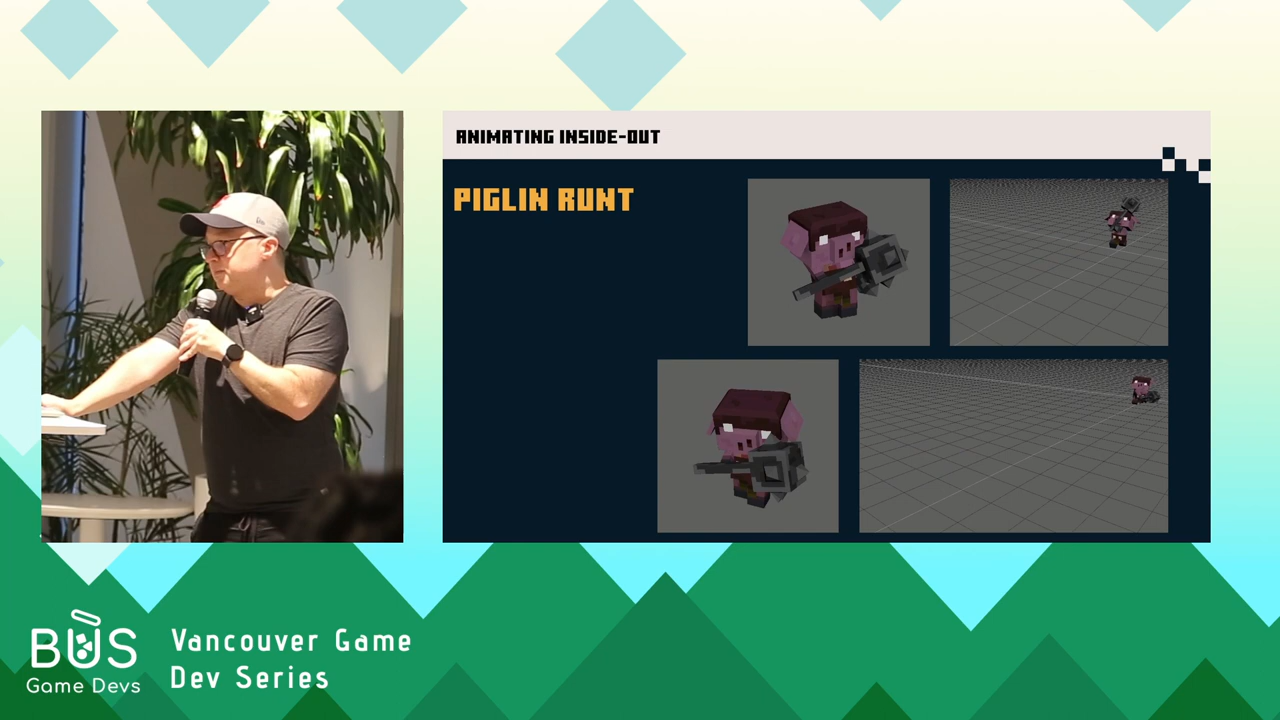 ANIMATING INSIDE-OUT
PIGLIN RUNT
BUS
Game Devs
Vancouver Game
Dev Series